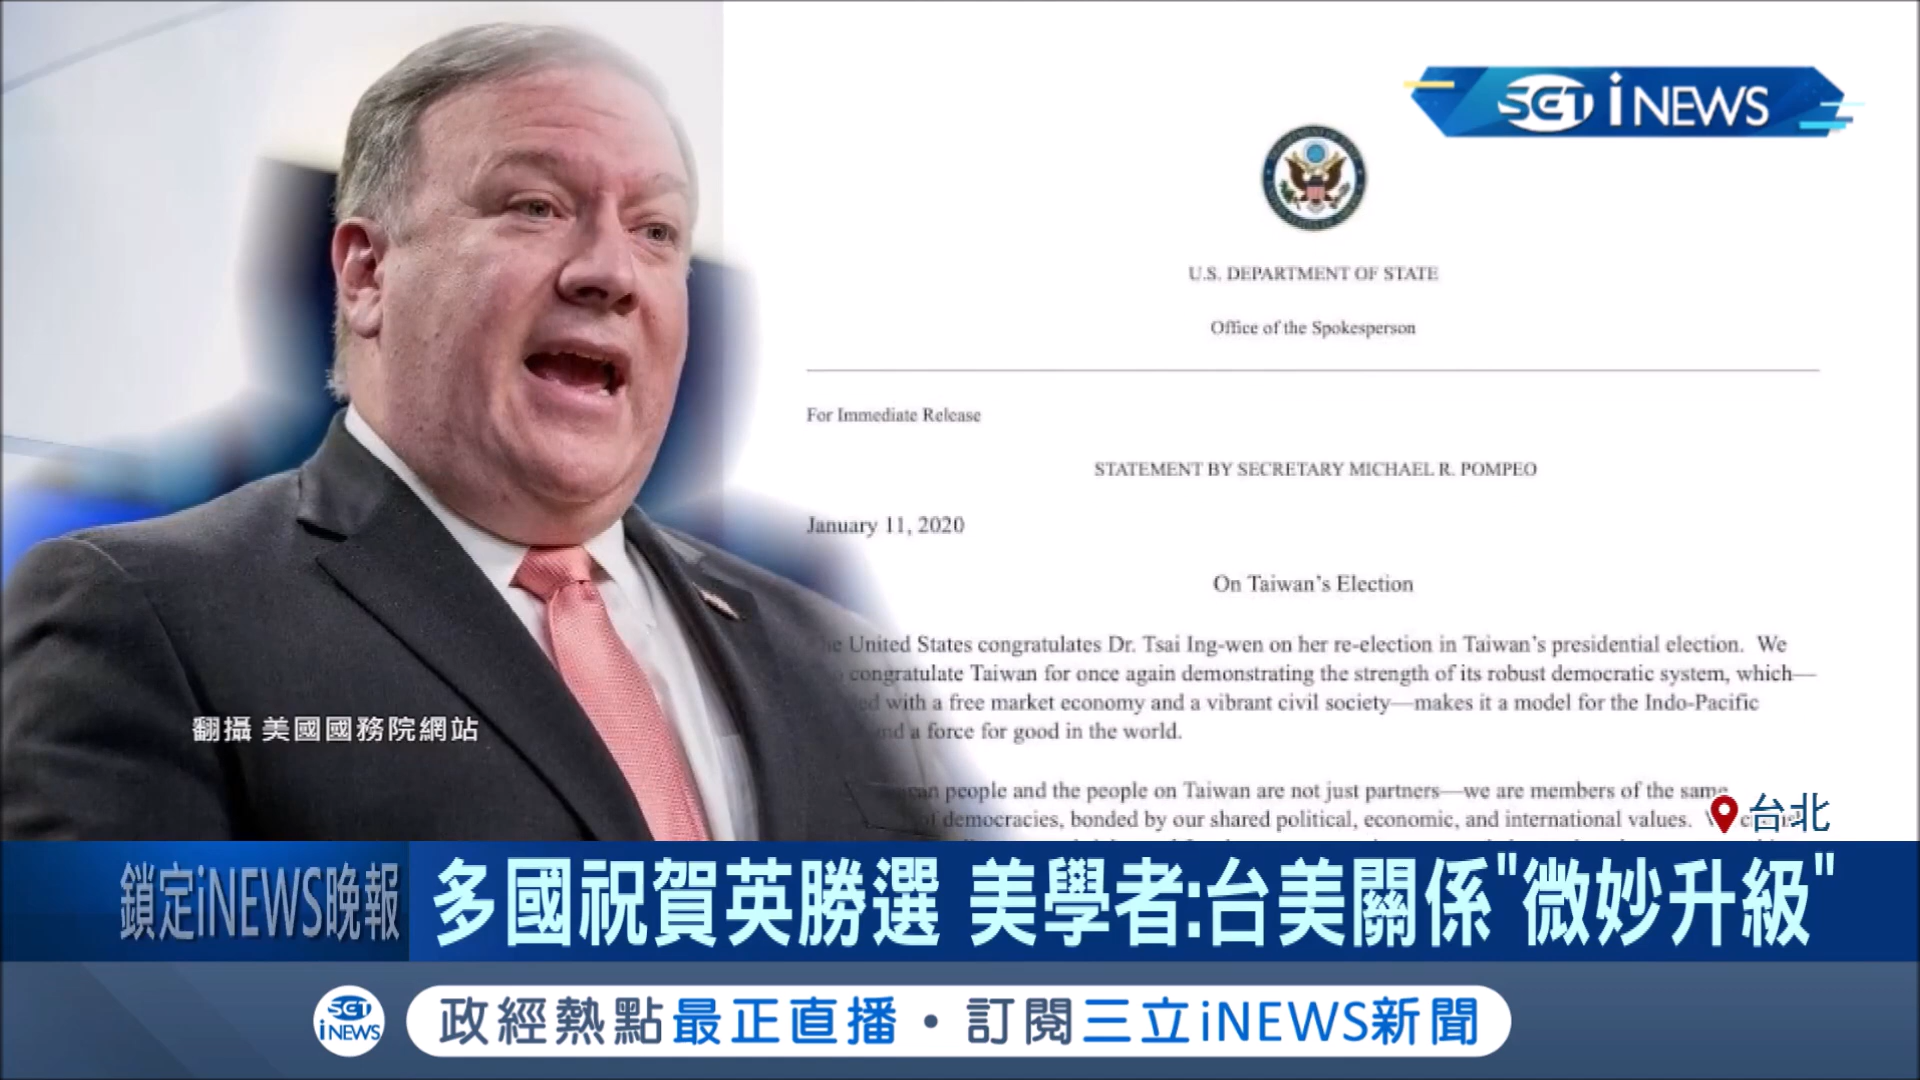 SET iNEWS
U.S. DEPARTMENT OF STATE
Office of the Spokesperson
For Immediate Release
STATEMENT BY SECRETARY MICHAEL R. POMPEO
January 11, 2020
On Taiwan's Election
United States congratulates Dr. Tsai Ing-wen on her re-election in Taiwan's presidential election. We
congratulate Taiwan for once again demonstrating the strength of its robust democratic system, which—
with a free market economy and a vibrant civil society—makes it a model for the Indo-Pacific
and a force for good in the world.
people and the people on Taiwan are not just partners—we are members of the same
of democracies, bonded by our shared political, economic, and international values.
翻攝 美國國務院網站
台北
鎖定iNEWS晚報
多國祝賀英勝選 美學者:台美關係"微妙升級"
SET iNEWS
政經熱點最正直播・訂閱三立iNEWS新聞